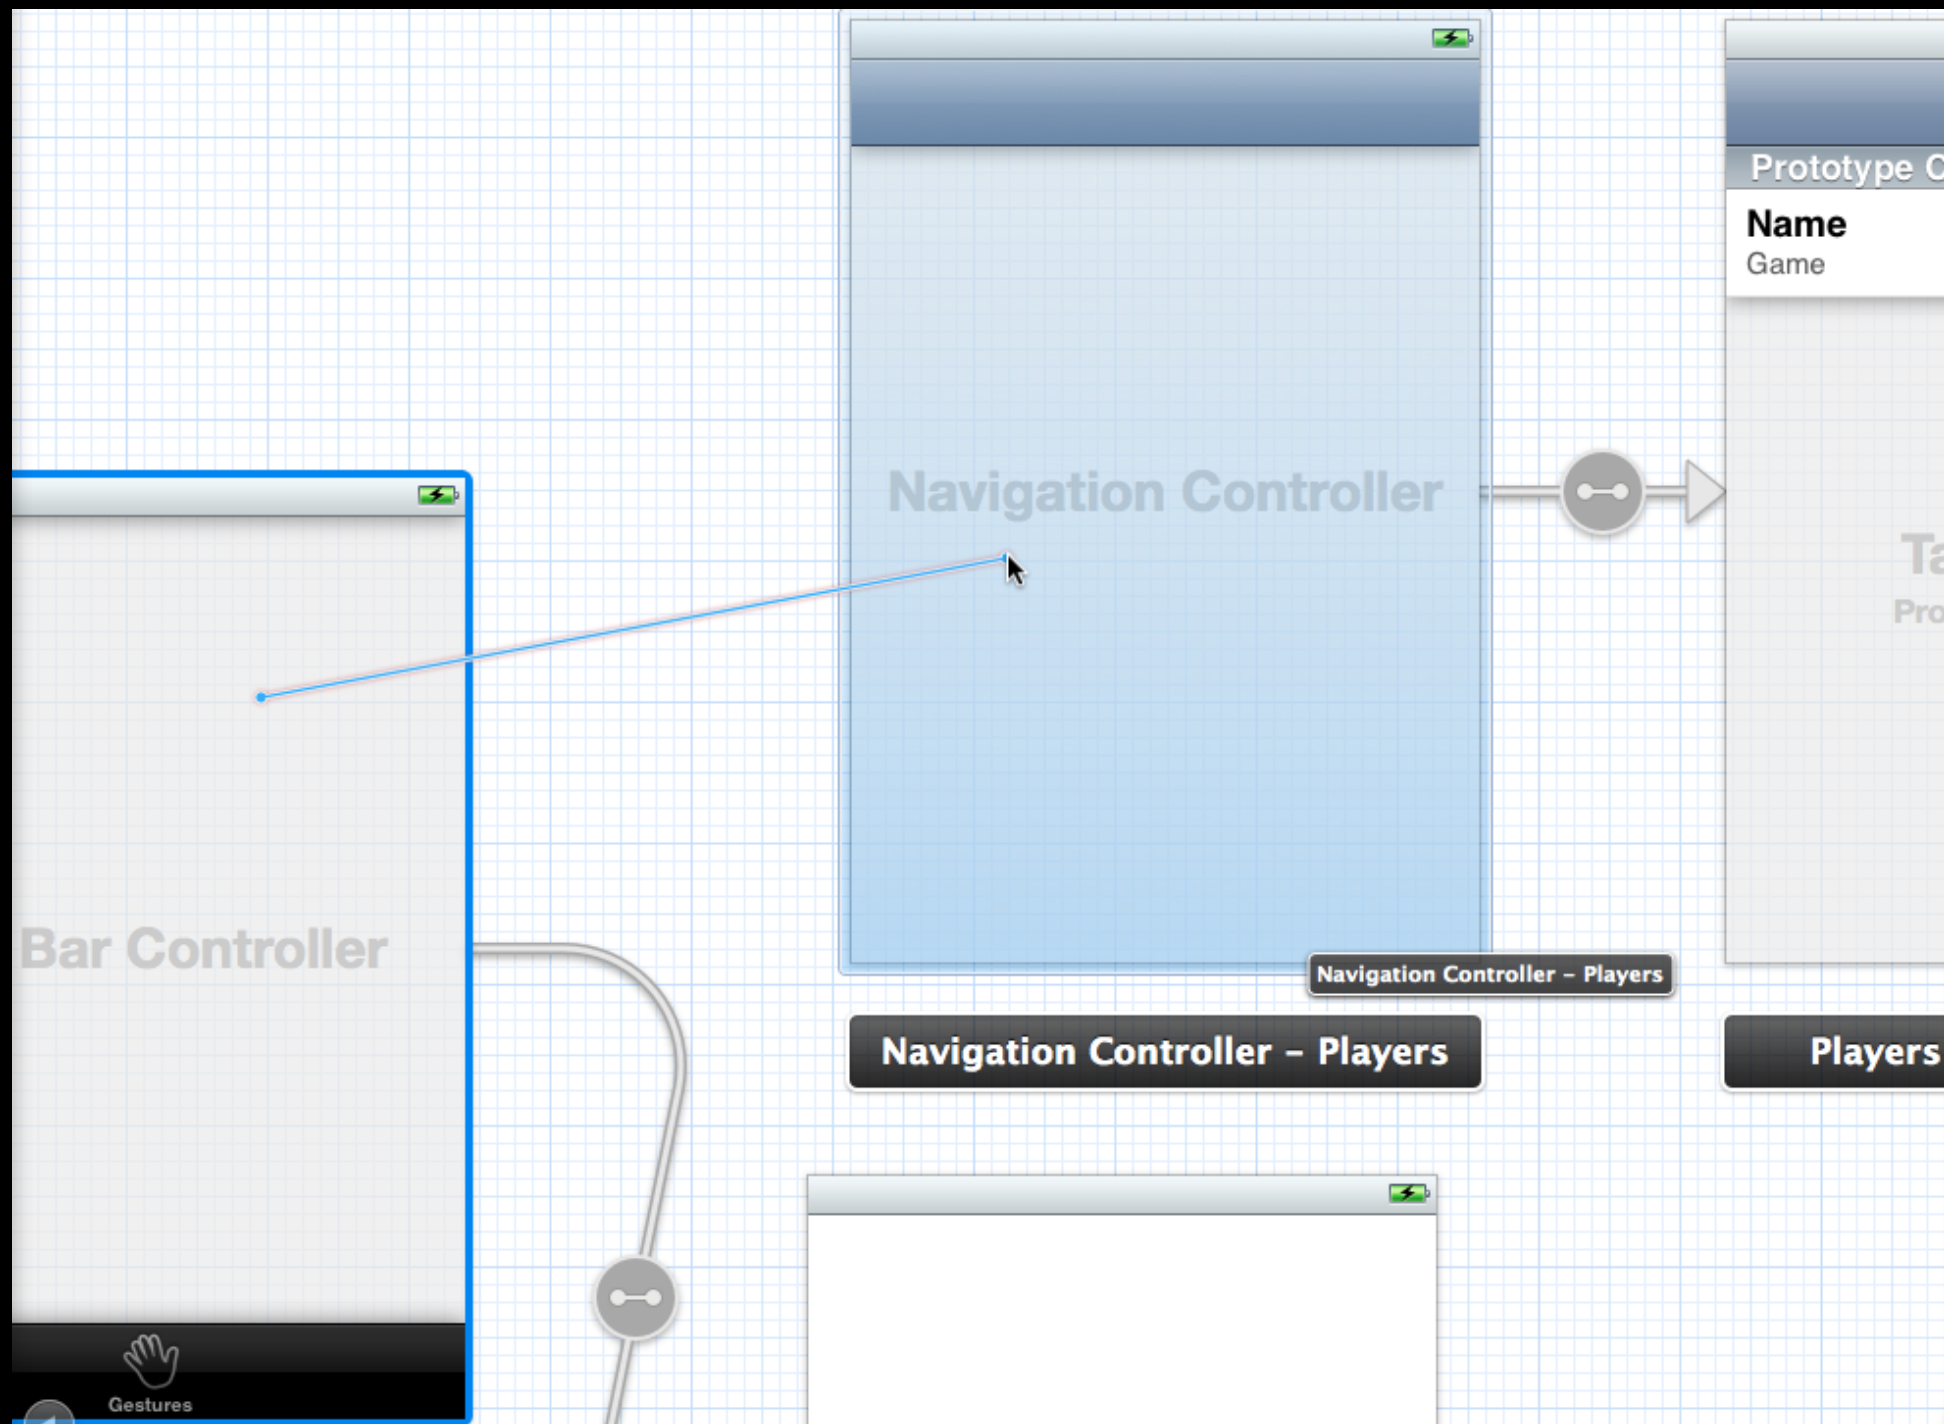 Prototype C
Name
Game
Navigation Controller
Ta
Pro
Bar Controller
Navigation Controller – Players
Navigation Controller – Players
Players
Gestures